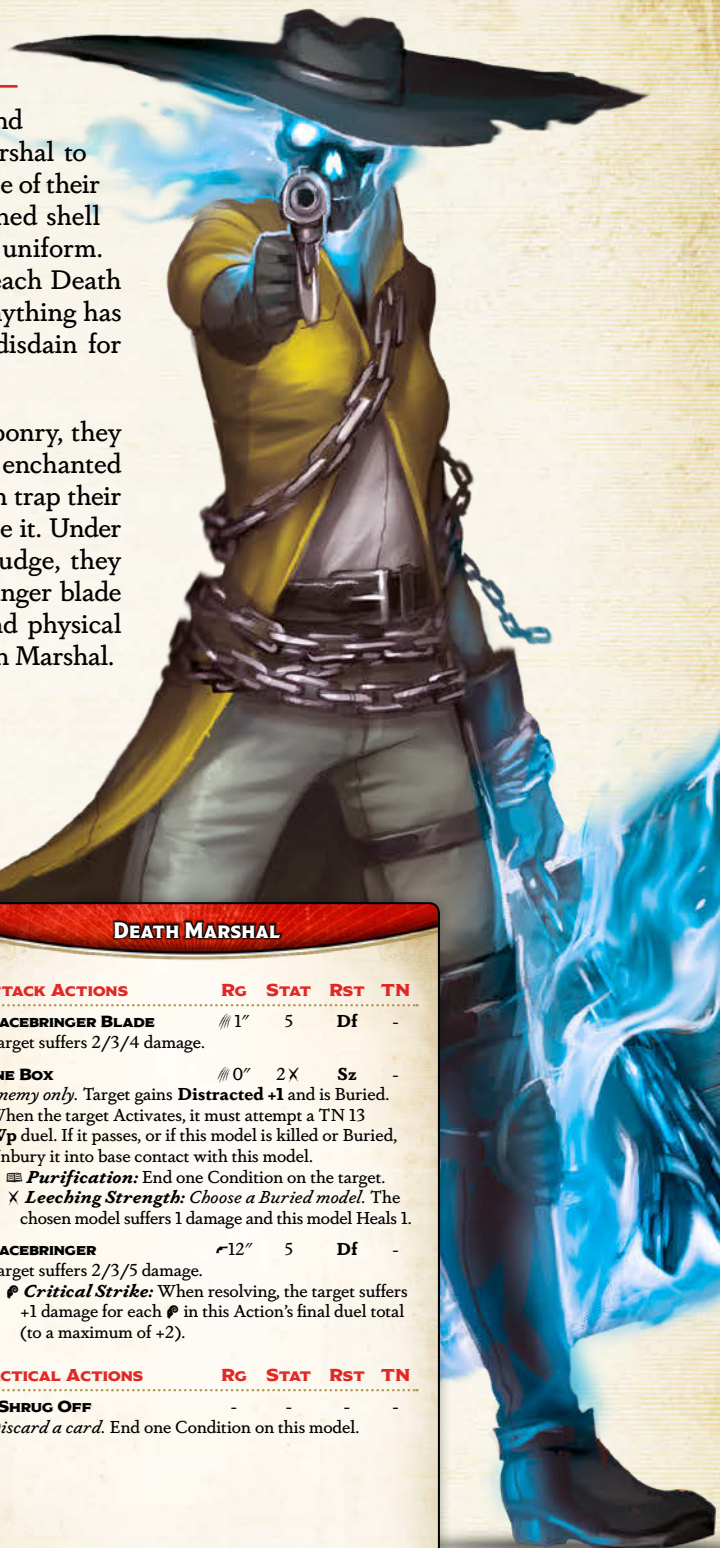 nd
rshal to
e of their
ned shell
uniform.
each Death
ything has
disdain for
ponry, they
enchanted
n trap their
e it. Under
udge, they
nger blade
nd physical
n Marshal.
Death Marshal
ttack Actions Rg Stat Rst TN
acebringer Blade 1″ 5 Df -
arget suffers 2/3/4 damage.
ne Box 0″ 2 Sz -
nemy only. Target gains Distracted +1 and is Buried.
When the target Activates, it must attempt a TN 13
Wp duel. If it passes, or if this model is killed or Buried,
nbury it into base contact with this model.
Purification: End one Condition on the target.
Leeching Strength: Choose a Buried model. The
chosen model suffers 1 damage and this model Heals 1.
acebringer 12″ 5 Df -
arget suffers 2/3/5 damage.
Critical Strike: When resolving, the target suffers
+1 damage for each in this Action's final duel total
(to a maximum of +2).
ctical Actions Rg Stat Rst TN
Shrug Off - - - -
iscard a card. End one Condition on this model.